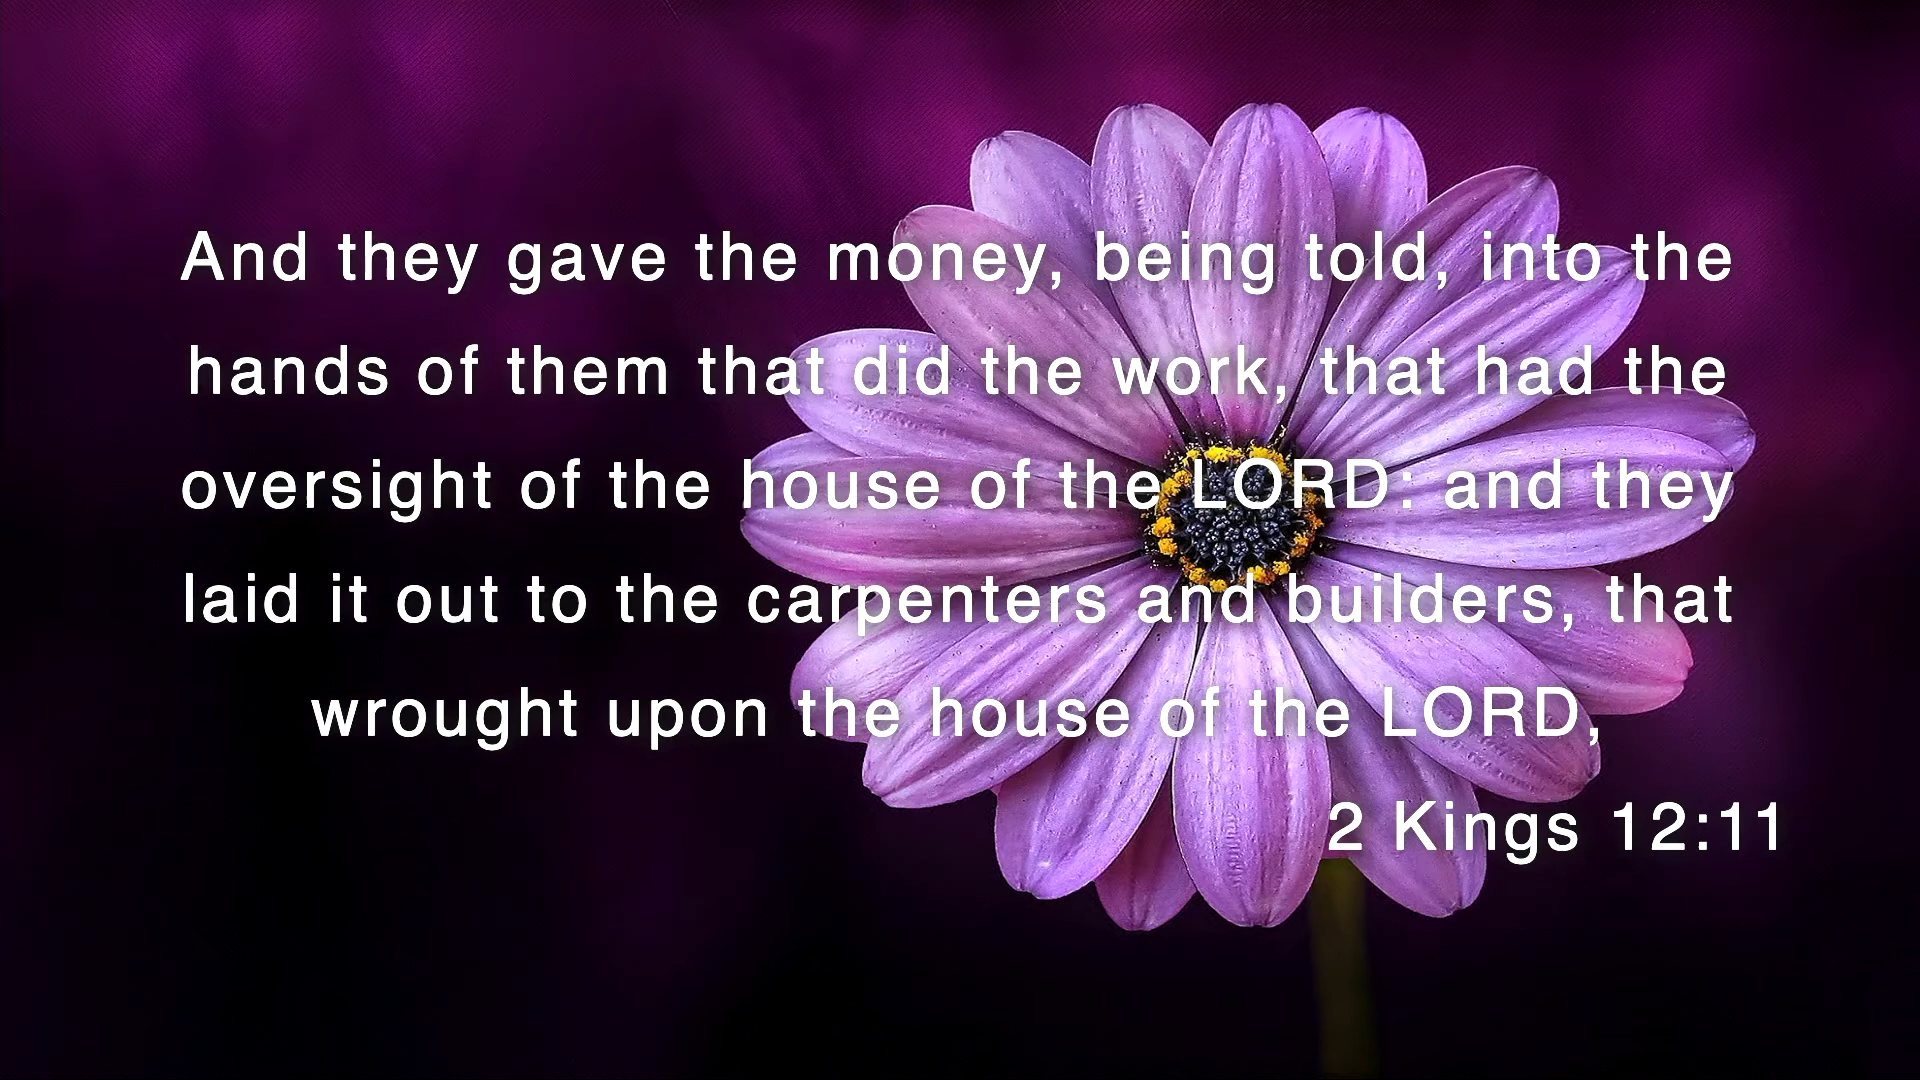 And they gave the money, being told, into the
hands of them that did the work, that had the
oversight of the house of the LORD: and they
laid it out to the carpenters and builders, that
wrought upon the house of the LORD,
2 Kings 12:11